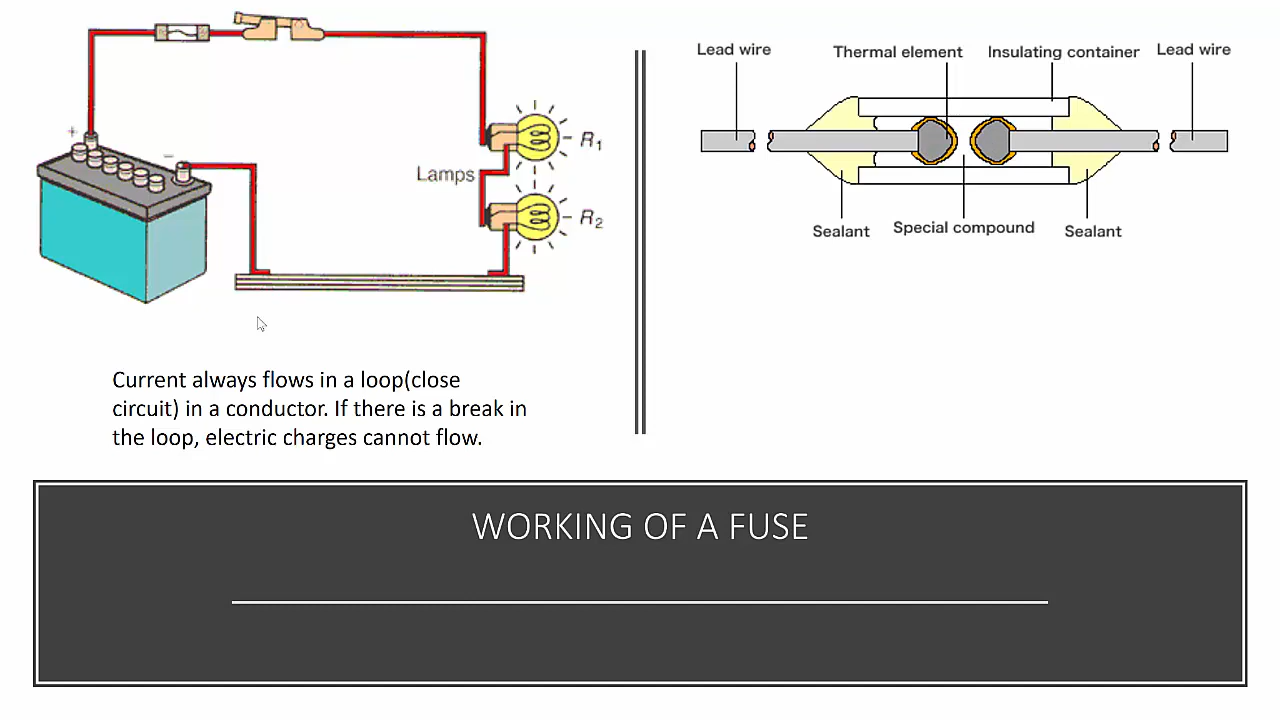 +
−
Lamps
R1
R2
Lead wire
Thermal element
Insulating container
Lead wire
Sealant
Special compound
Sealant
Current always flows in a loop(close
circuit) in a conductor. If there is a break in
the loop, electric charges cannot flow.
WORKING OF A FUSE